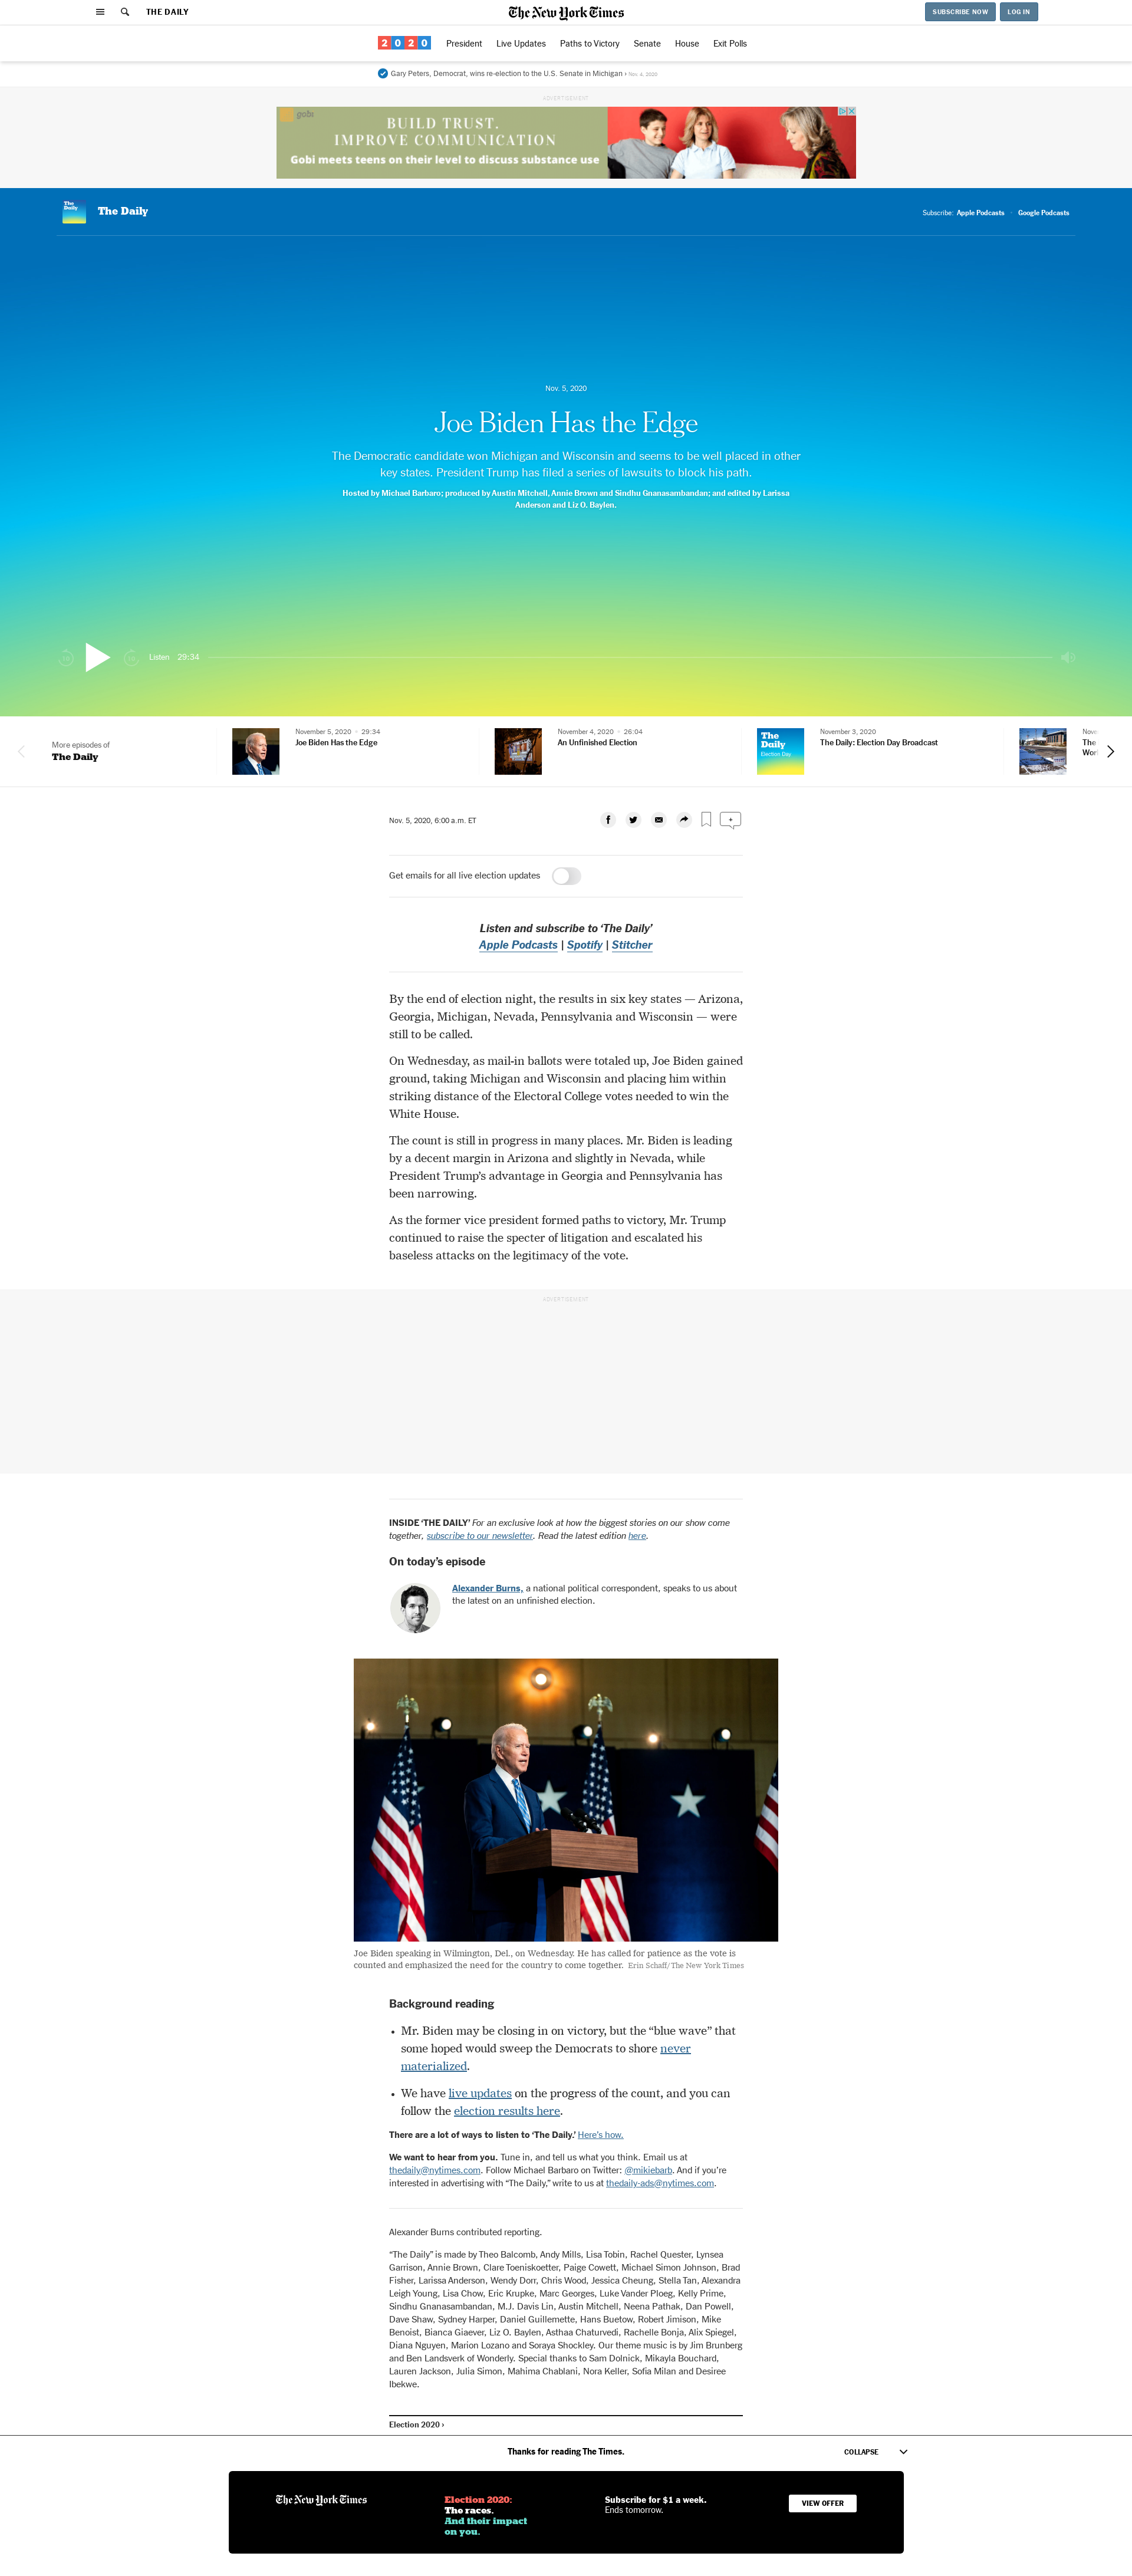 THE DAILY
The New York Times
SUBSCRIBE NOW
LOG IN
2020
President
Live Updates
Paths to Victory
Senate
House
Exit Polls
Gary Peters, Democrat, wins re-election to the U.S. Senate in Michigan › Nov. 4, 2020
ADVERTISEMENT
gobi
BUILD TRUST.
IMPROVE COMMUNICATION
Gobi meets teens on their level to discuss substance use
The Daily
The Daily
Subscribe: Apple Podcasts
Google Podcasts
Nov. 5, 2020
Joe Biden Has the Edge
The Democratic candidate won Michigan and Wisconsin and seems to be well placed in other
key states. President Trump has filed a series of lawsuits to block his path.
Hosted by Michael Barbaro; produced by Austin Mitchell, Annie Brown and Sindhu Gnanasambandan; and edited by Larissa
Anderson and Liz O. Baylen.
Listen 29:34
More episodes of
The Daily
November 5, 2020 • 29:34
Joe Biden Has the Edge
November 4, 2020 • 26:04
An Unfinished Election
The Daily
Election Day
November 3, 2020
The Daily: Election Day Broadcast
Nov. 5, 2020, 6:00 a.m. ET
Get emails for all live election updates
Listen and subscribe to ‘The Daily’
Apple Podcasts | Spotify | Stitcher
By the end of election night, the results in six key states — Arizona,
Georgia, Michigan, Nevada, Pennsylvania and Wisconsin — were
still to be called.
On Wednesday, as mail-in ballots were totaled up, Joe Biden gained
ground, taking Michigan and Wisconsin and placing him within
striking distance of the Electoral College votes needed to win the
White House.
The count is still in progress in many places. Mr. Biden is leading
by a decent margin in Arizona and slightly in Nevada, while
President Trump’s advantage in Georgia and Pennsylvania has
been narrowing.
As the former vice president formed paths to victory, Mr. Trump
continued to raise the specter of litigation and escalated his
baseless attacks on the legitimacy of the vote.
ADVERTISEMENT
INSIDE ‘THE DAILY’ For an exclusive look at how the biggest stories on our show come
together, subscribe to our newsletter. Read the latest edition here.
On today’s episode
Alexander Burns, a national political correspondent, speaks to us about
the latest on an unfinished election.
Joe Biden speaking in Wilmington, Del., on Wednesday. He has called for patience as the vote is
counted and emphasized the need for the country to come together. Erin Schaff/The New York Times
Background reading
• Mr. Biden may be closing in on victory, but the “blue wave” that
some hoped would sweep the Democrats to shore never
materialized.
• We have live updates on the progress of the count, and you can
follow the election results here.
There are a lot of ways to listen to ‘The Daily.’ Here’s how.
We want to hear from you. Tune in, and tell us what you think. Email us at
thedaily@nytimes.com. Follow Michael Barbaro on Twitter: @mikiebarb. And if you’re
interested in advertising with “The Daily,” write to us at thedaily-ads@nytimes.com.
Alexander Burns contributed reporting.
“The Daily” is made by Theo Balcomb, Andy Mills, Lisa Tobin, Rachel Quester, Lynsea
Garrison, Annie Brown, Clare Toeniskoetter, Paige Cowett, Michael Simon Johnson, Brad
Fisher, Larissa Anderson, Wendy Dorr, Chris Wood, Jessica Cheung, Stella Tan, Alexandra
Leigh Young, Lisa Chow, Eric Krupke, Marc Georges, Luke Vander Ploeg, Kelly Prime,
Sindhu Gnanasambandan, M.J. Davis Lin, Austin Mitchell, Neena Pathak, Dan Powell,
Dave Shaw, Sydney Harper, Daniel Guillemette, Hans Buetow, Robert Jimison, Mike
Benoist, Bianca Giaever, Liz O. Baylen, Asthaa Chaturvedi, Rachelle Bonja, Alix Spiegel,
Diana Nguyen, Marion Lozano and Soraya Shockley. Our theme music is by Jim Brunberg
and Ben Landsverk of Wonderly. Special thanks to Sam Dolnick, Mikayla Bouchard,
Lauren Jackson, Julia Simon, Mahima Chablani, Nora Keller, Sofia Milan and Desiree
Ibekwe.
Election 2020 ›
Thanks for reading The Times.
COLLAPSE
The New York Times
Election 2020:
The races.
And their impact
on you.
Subscribe for $1 a week.
Ends tomorrow.
VIEW OFFER